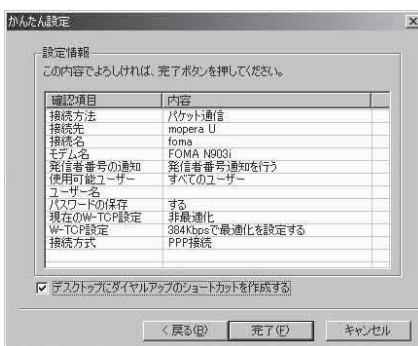 かんたん設定
設定情報
この内容でよろしければ、完了ボタンを押してください。
確認項目 内容
接続方法 パケット通信
接続先 mopera U
接続名 foma
モデム名 FOMA N903i
発信者番号の通知 発信者番号通知を行う
使用可能ユーザー すべてのユーザー
ユーザー名
パスワードの保存 する
現在のW-TCP設定 非最適化
W-TCP設定 384Kbpsで最適化を設定する
接続方式 PPP接続
デスクトップにダイヤルアップのショートカットを作成する
< 戻る(B) 完了(F) キャンセル